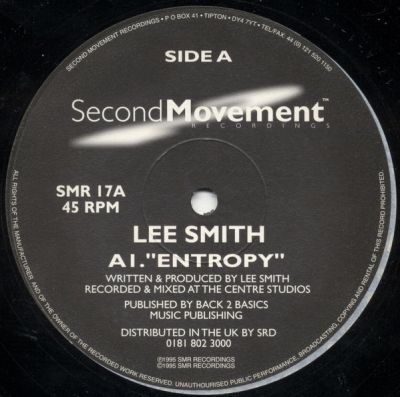 SECOND MOVEMENT RECORDINGS • P O BOX 41 • TIPTON • DY4 7YT • TEL/FAX: 44 (0) 121 520 1150
SIDE A
SecondMovement™
RECORDINGS
SMR 17A
45 RPM
LEE SMITH
A1."ENTROPY"
WRITTEN & PRODUCED BY LEE SMITH
RECORDED & MIXED AT THE CENTRE STUDIOS
PUBLISHED BY BACK 2 BASICS
MUSIC PUBLISHING
DISTRIBUTED IN THE UK BY SRD
0181 802 3000
℗1995 SMR RECORDINGS
©1995 SMR RECORDINGS
ALL RIGHTS OF THE MANUFACTURER AND OF THE OWNER OF THE RECORDED WORK RESERVED. UNAUTHORISED PUBLIC PERFORMANCE, BROADCASTING, COPYING AND RENTAL OF THIS RECORD PROHIBITED.